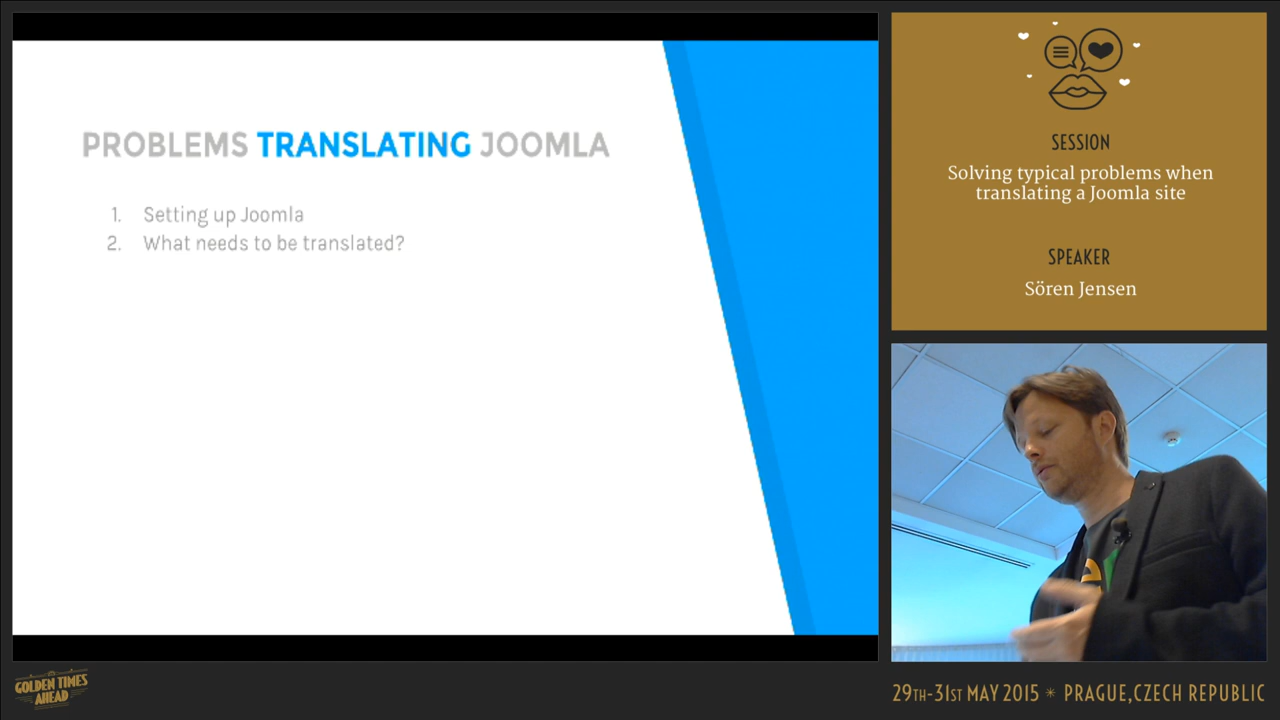 PROBLEMS TRANSLATING JOOMLA
1. Setting up Joomla
2. What needs to be translated?
SESSION
Solving typical problems when
translating a Joomla site
SPEAKER
Sören Jensen
GOLDEN TIMES
AHEAD
29TH-31ST MAY 2015 * PRAGUE,CZECH REPUBLIC